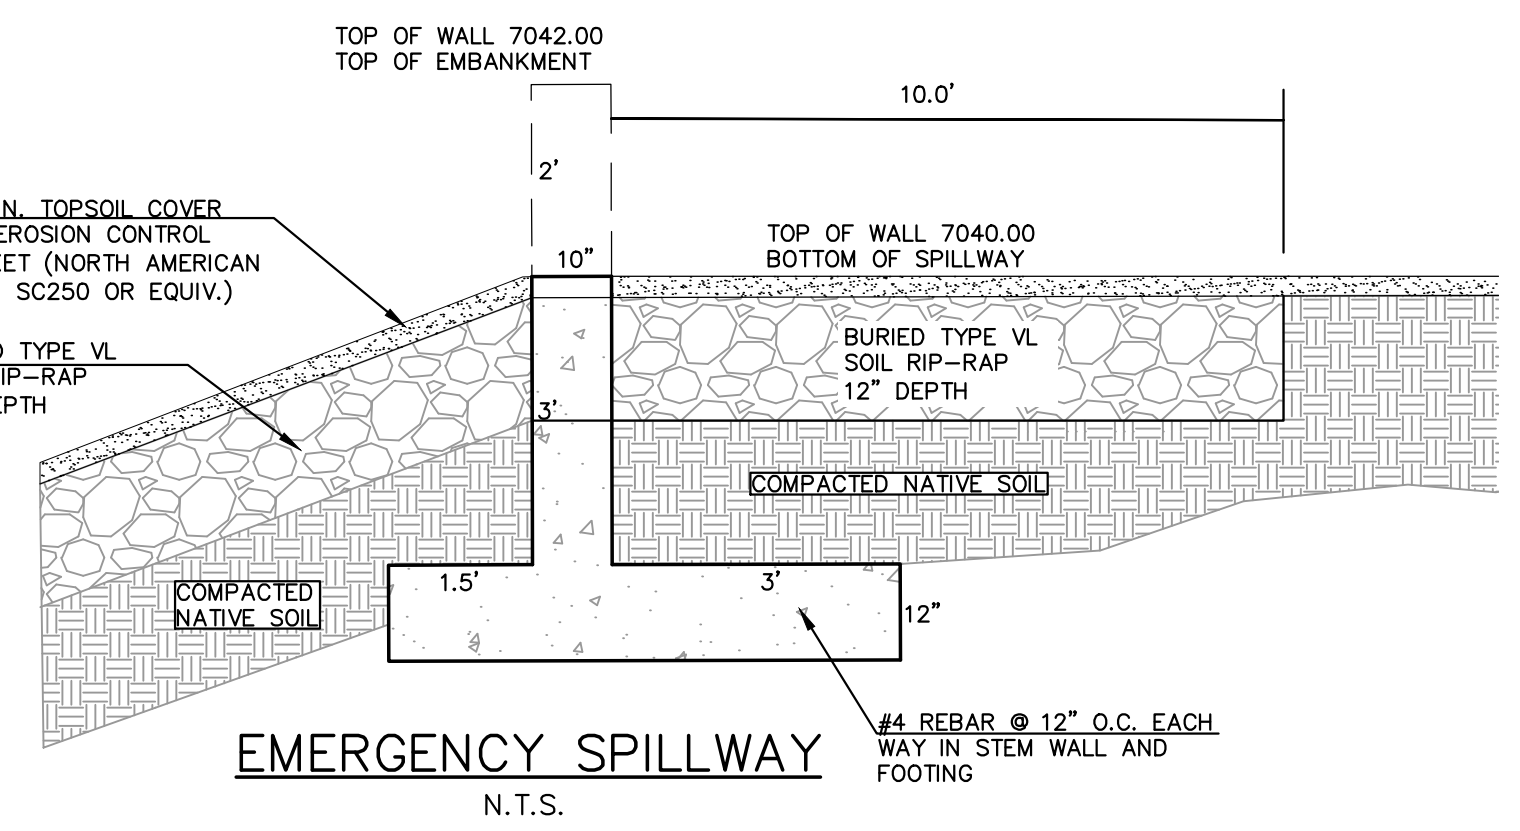 TOP OF WALL 7042.00
TOP OF EMBANKMENT
10.0'
2'
N. TOPSOIL COVER
EROSION CONTROL
EET (NORTH AMERICAN
SC250 OR EQUIV.)
10"
TOP OF WALL 7040.00
BOTTOM OF SPILLWAY
TYPE VL
IP-RAP
EPTH
BURIED TYPE VL
SOIL RIP-RAP
12" DEPTH
3'
COMPACTED NATIVE SOIL
COMPACTED
NATIVE SOIL
1.5'
3'
12"
#4 REBAR @ 12" O.C. EACH
WAY IN STEM WALL AND
FOOTING
EMERGENCY SPILLWAY
N.T.S.